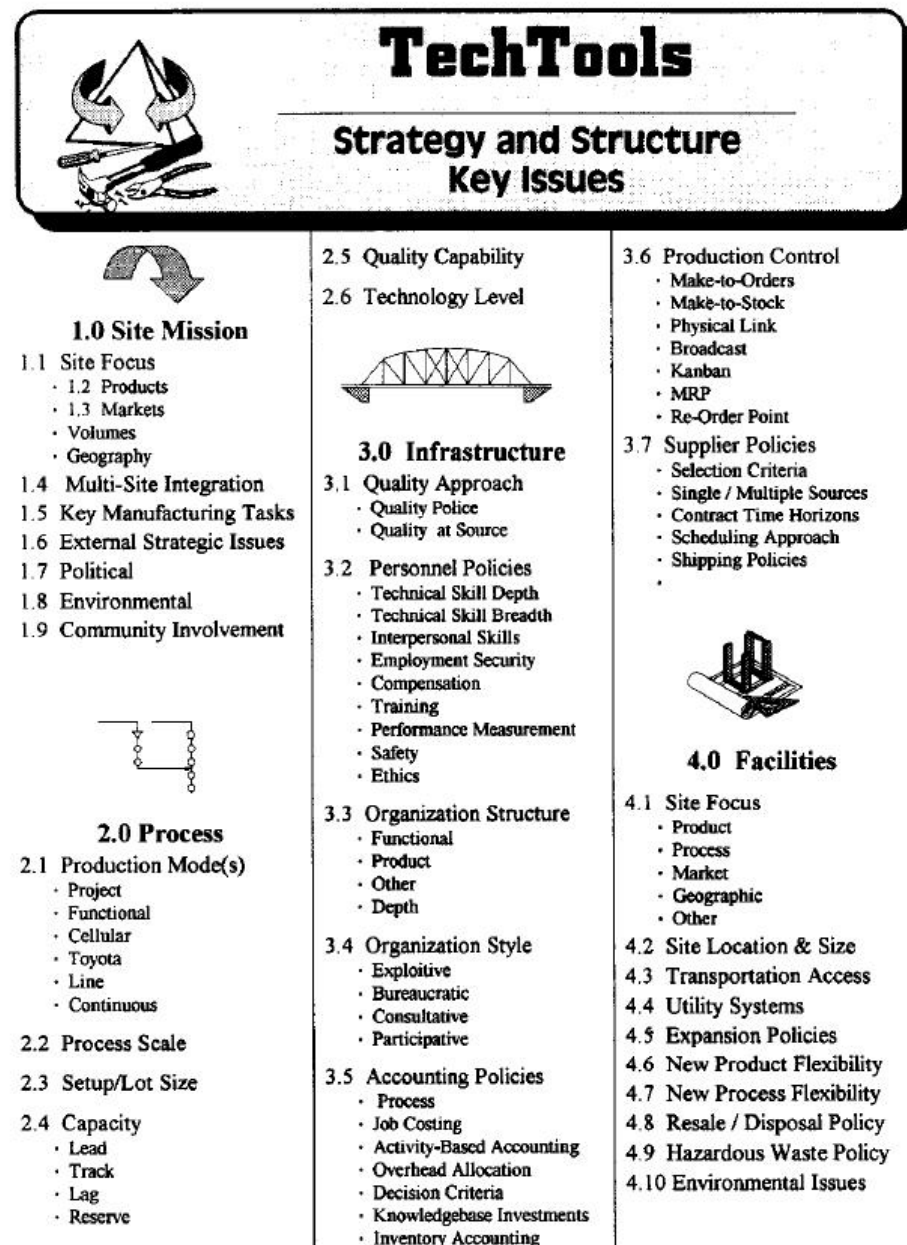 TechTools
Strategy and Structure
Key Issues
1.0 Site Mission
1.1 Site Focus
· 1.2 Products
· 1.3 Markets
· Volumes
· Geography
1.4 Multi-Site Integration
1.5 Key Manufacturing Tasks
1.6 External Strategic Issues
1.7 Political
1.8 Environmental
1.9 Community Involvement
2.0 Process
2.1 Production Mode(s)
· Project
· Functional
· Cellular
· Toyota
· Line
· Continuous
2.2 Process Scale
2.3 Setup/Lot Size
2.4 Capacity
· Lead
· Track
· Lag
· Reserve
2.5 Quality Capability
2.6 Technology Level
3.0 Infrastructure
3.1 Quality Approach
· Quality Police
· Quality at Source
3.2 Personnel Policies
· Technical Skill Depth
· Technical Skill Breadth
· Interpersonal Skills
· Employment Security
· Compensation
· Training
· Performance Measurement
· Safety
· Ethics
3.3 Organization Structure
· Functional
· Product
· Other
· Depth
3.4 Organization Style
· Exploitive
· Bureaucratic
· Consultative
· Participative
3.5 Accounting Policies
· Process
· Job Costing
· Activity-Based Accounting
· Overhead Allocation
· Decision Criteria
· Knowledgebase Investments
· Inventory Accounting
3.6 Production Control
· Make-to-Orders
· Make-to-Stock
· Physical Link
· Broadcast
· Kanban
· MRP
· Re-Order Point
3.7 Supplier Policies
· Selection Criteria
· Single / Multiple Sources
· Contract Time Horizons
· Scheduling Approach
· Shipping Policies
·
4.0 Facilities
4.1 Site Focus
· Product
· Process
· Market
· Geographic
· Other
4.2 Site Location & Size
4.3 Transportation Access
4.4 Utility Systems
4.5 Expansion Policies
4.6 New Product Flexibility
4.7 New Process Flexibility
4.8 Resale / Disposal Policy
4.9 Hazardous Waste Policy
4.10 Environmental Issues